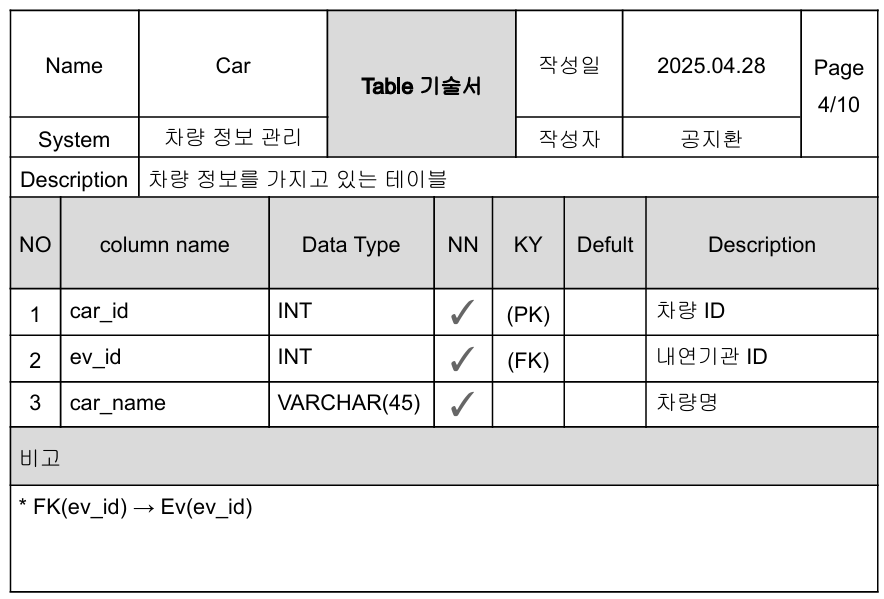 Name Car Table 기술서 작성일 2025.04.28 Page
4/10
System 차량 정보 관리 작성자 공지환
Description 차량 정보를 가지고 있는 테이블
NO column name Data Type NN KY Defult Description
1 car_id INT ✓ (PK) 차량 ID
2 ev_id INT ✓ (FK) 내연기관 ID
3 car_name VARCHAR(45) ✓ 차량명
비고
* FK(ev_id) → Ev(ev_id)